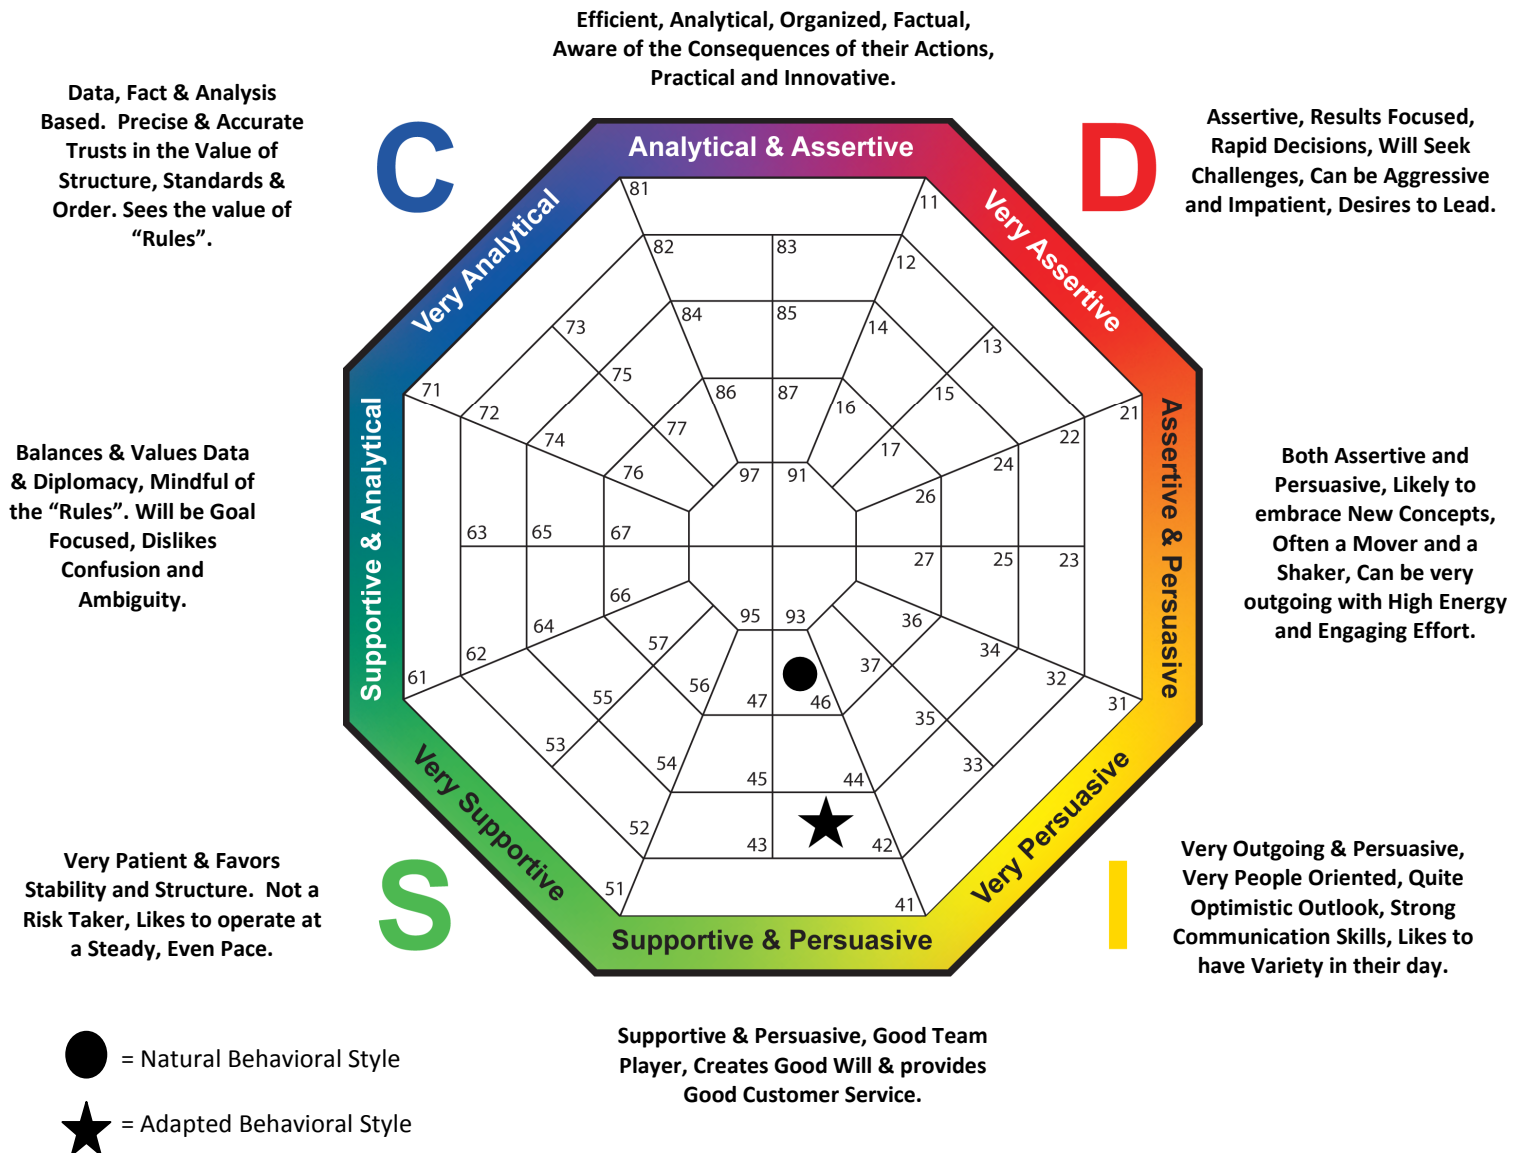 Efficient, Analytical, Organized, Factual,
Aware of the Consequences of their Actions,
Practical and Innovative.
Data, Fact & Analysis
Based.  Precise & Accurate
Trusts in the Value of
Structure, Standards &
Order. Sees the value of
“Rules”.
C
D
Assertive, Results Focused,
Rapid Decisions, Will Seek
Challenges, Can be Aggressive
and Impatient, Desires to Lead.
Analytical & Assertive
Very Analytical
Very Assertive
81
11
82
83
12
84
85
14
73
13
75
15
71
86
87
16
21
72
77
17
22
74
24
76
97
91
26
Balances & Values Data
& Diplomacy, Mindful of
the “Rules”. Will be Goal
Focused, Dislikes
Confusion and
Ambiguity.
Supportive & Analytical
Assertive & Persuasive
Both Assertive and
Persuasive, Likely to
embrace New Concepts,
Often a Mover and a
Shaker, Can be very
outgoing with High Energy
and Engaging Effort.
63
65
67
27
25
23
66
95
93
36
64
57
34
62
37
32
61
56
47
46
31
55
35
53
54
45
44
33
52
43
42
51
41
Very Supportive
Very Persuasive
Supportive & Persuasive
Very Patient & Favors
Stability and Structure.  Not a
Risk Taker, Likes to operate at
a Steady, Even Pace.
S
I
Very Outgoing & Persuasive,
Very People Oriented, Quite
Optimistic Outlook, Strong
Communication Skills, Likes to
have Variety in their day.
Supportive & Persuasive, Good Team
Player, Creates Good Will & provides
Good Customer Service.
= Natural Behavioral Style
= Adapted Behavioral Style